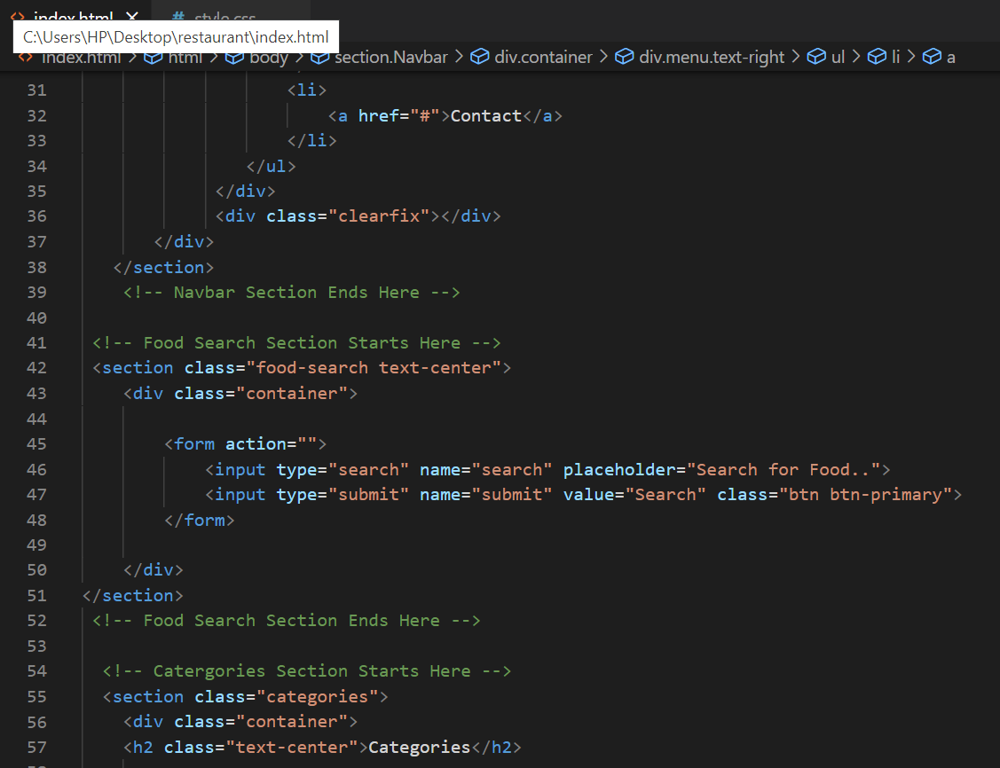 index.html
# style.css
C:\Users\HP\Desktop\restaurant\index.html
index.html > html > body > section.Navbar > div.container > div.menu.text-right > ul > li > a
31 <li>
32 <a href="#">Contact</a>
33 </li>
34 </ul>
35 </div>
36 <div class="clearfix"></div>
37 </div>
38 </section>
39 <!-- Navbar Section Ends Here -->
40
41 <!-- Food Search Section Starts Here -->
42 <section class="food-search text-center">
43 <div class="container">
44
45 <form action="">
46 <input type="search" name="search" placeholder="Search for Food..">
47 <input type="submit" name="submit" value="Search" class="btn btn-primary">
48 </form>
49
50 </div>
51 </section>
52 <!-- Food Search Section Ends Here -->
53
54 <!-- Catergories Section Starts Here -->
55 <section class="categories">
56 <div class="container">
57 <h2 class="text-center">Categories</h2>